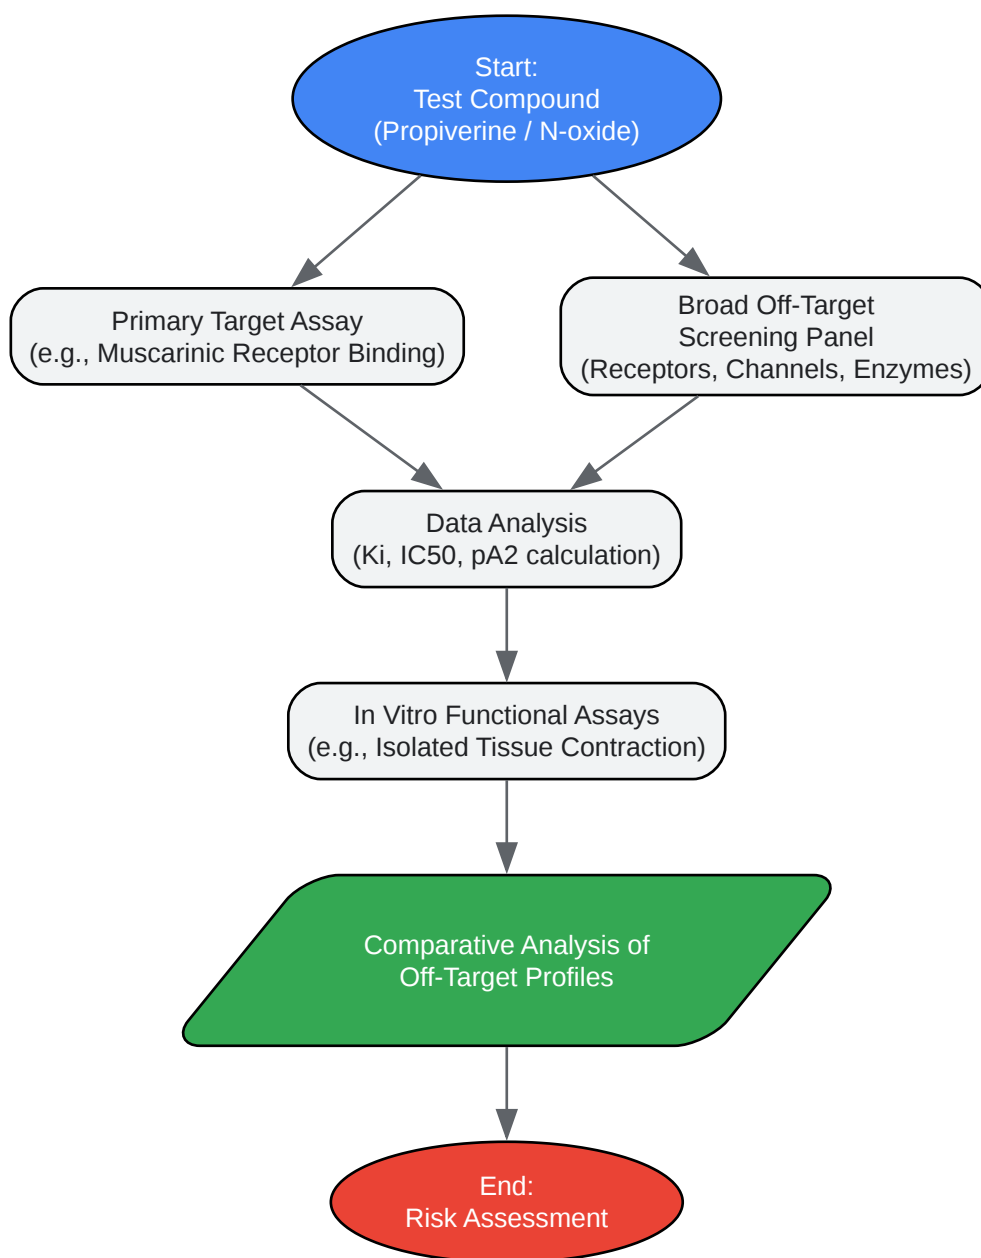 Start:
Test Compound
(Propiverine / N-oxide)
Primary Target Assay
(e.g., Muscarinic Receptor Binding)
Broad Off-Target
Screening Panel
(Receptors, Channels, Enzymes)
Data Analysis
(Ki, IC50, pA2 calculation)
In Vitro Functional Assays
(e.g., Isolated Tissue Contraction)
Comparative Analysis of
Off-Target Profiles
End:
Risk Assessment